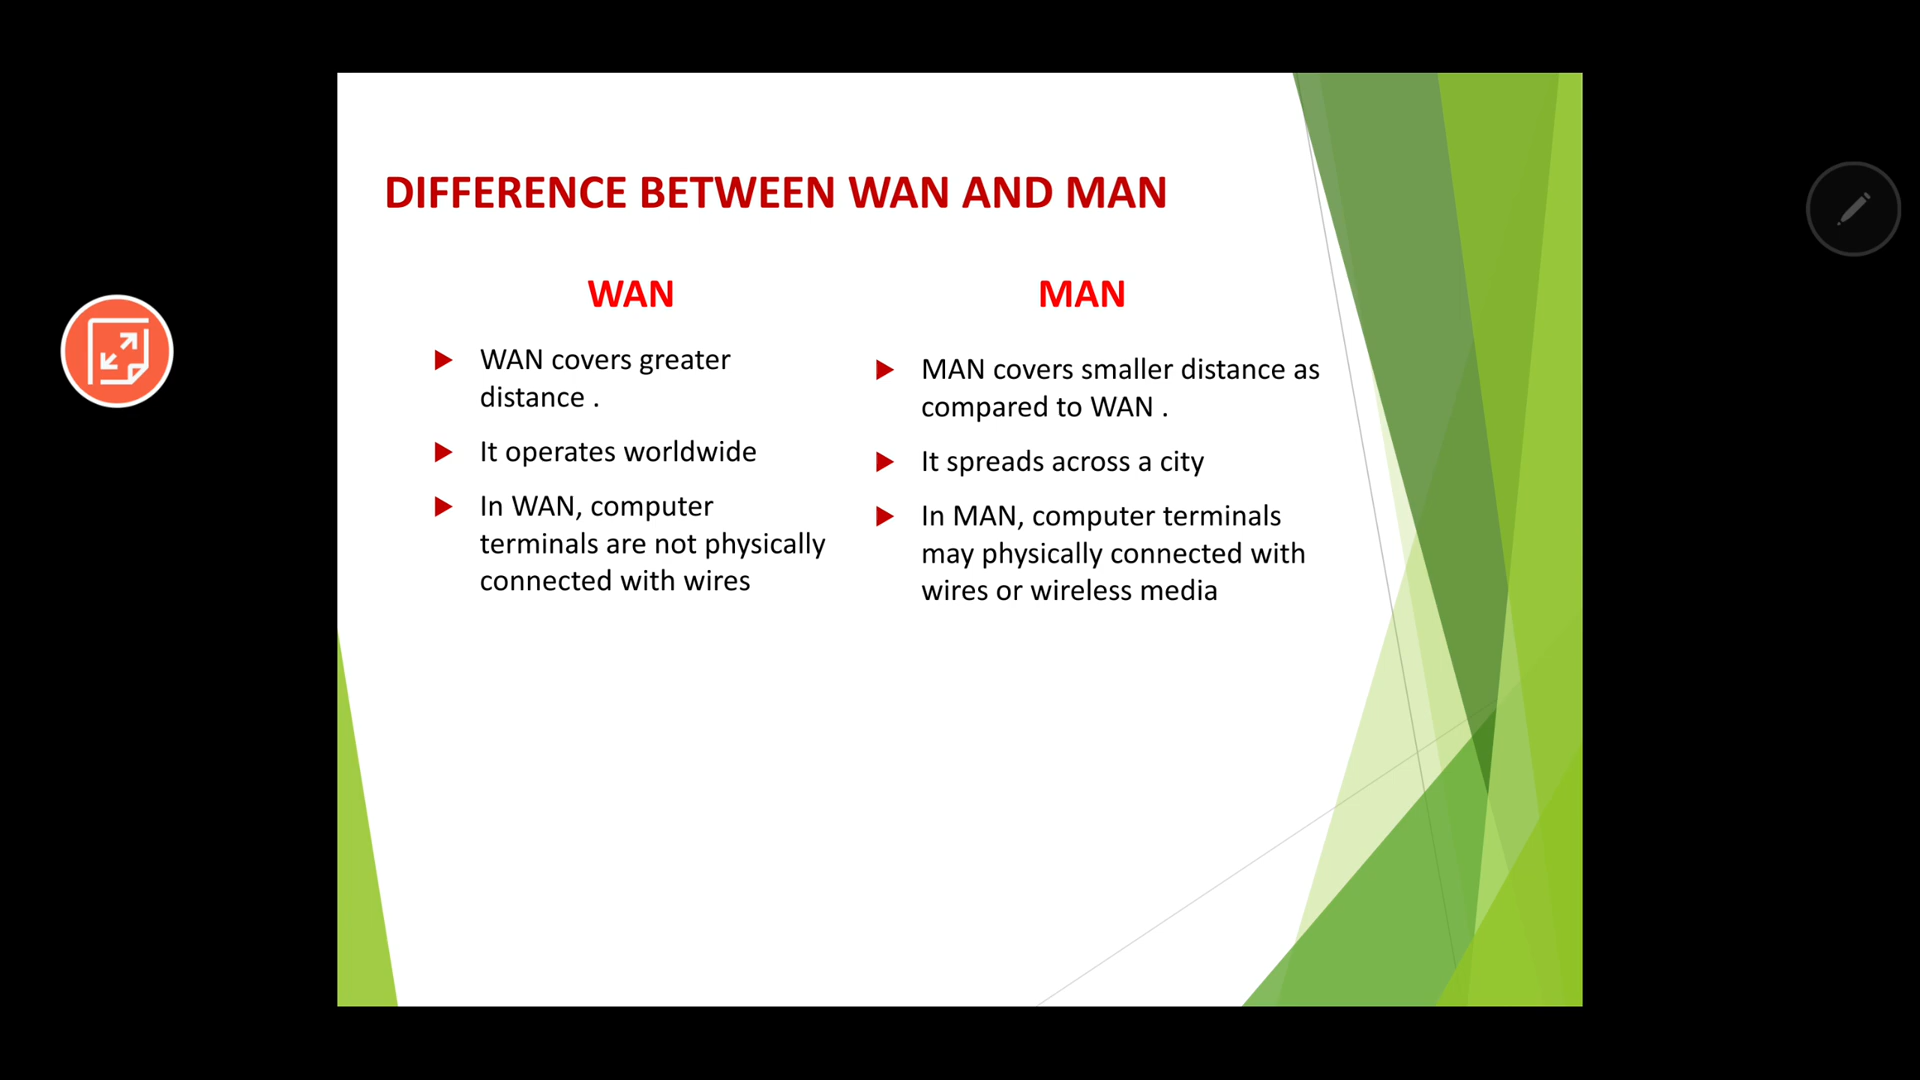 DIFFERENCE BETWEEN WAN AND MAN
WAN
WAN covers greater
distance .
It operates worldwide
In WAN, computer
terminals are not physically
connected with wires
MAN
MAN covers smaller distance as
compared to WAN .
It spreads across a city
In MAN, computer terminals
may physically connected with
wires or wireless media